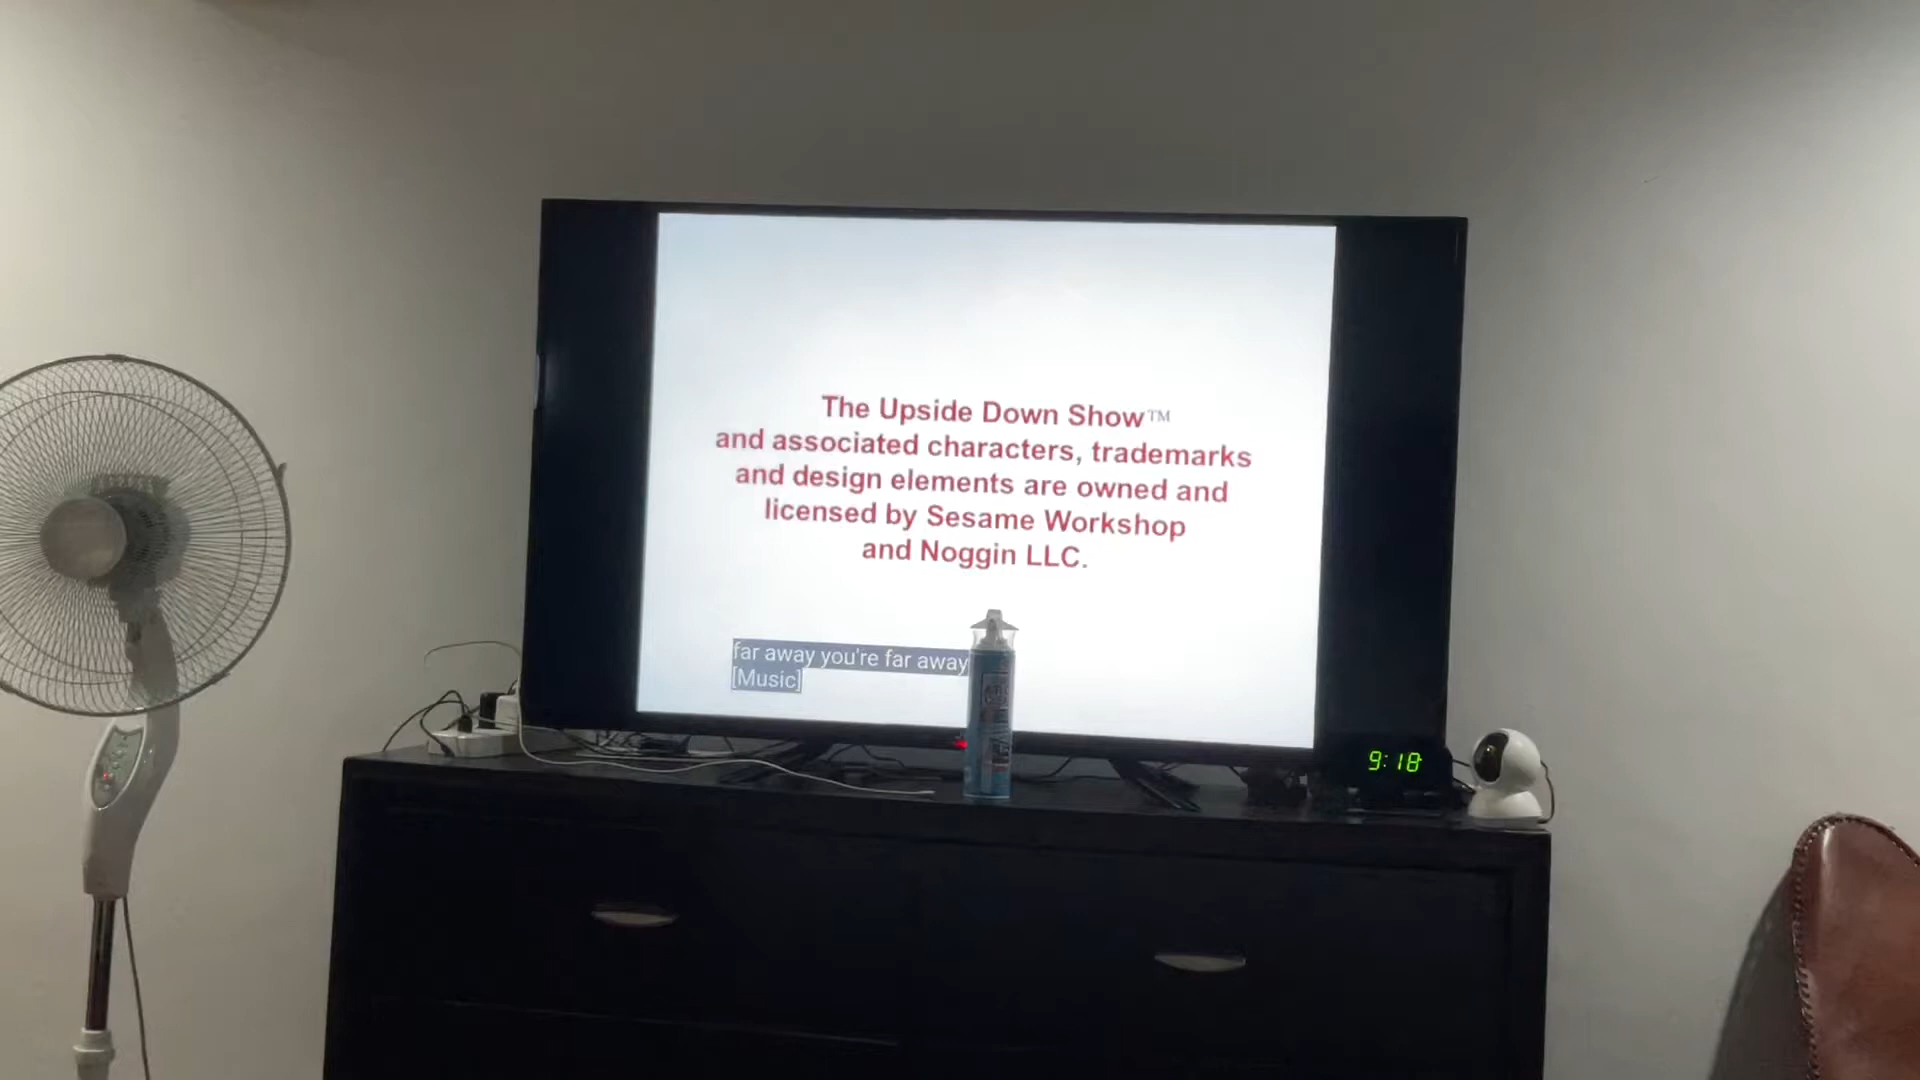 The Upside Down Show™
and associated characters, trademarks
and design elements are owned and
licensed by Sesame Workshop
and Noggin LLC.
far away you're far away
[Music]
9:18